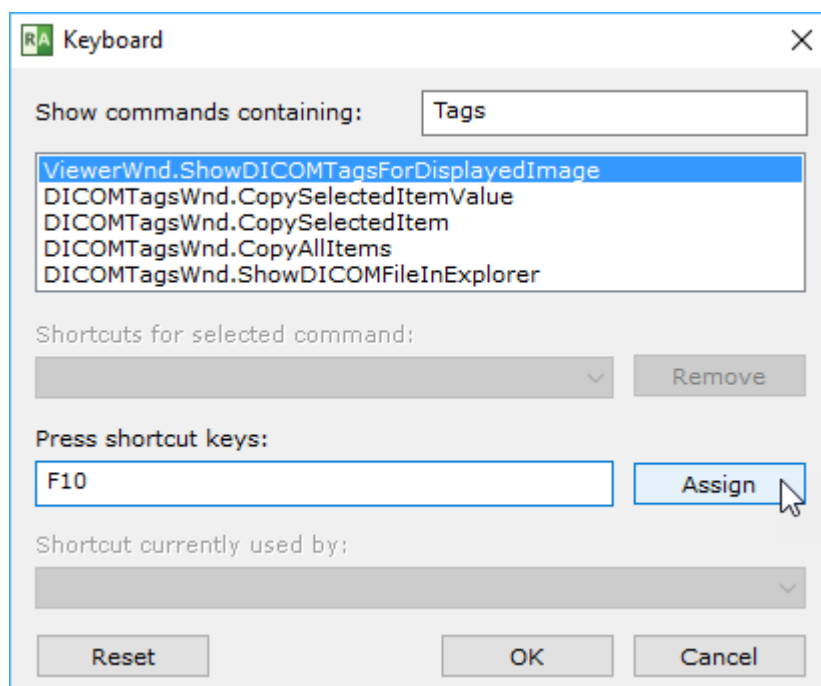 RA Keyboard
Show commands containing: Tags
ViewerWnd.ShowDICOMTagsForDisplayedImage
DICOMTagsWnd.CopySelectedItemValue
DICOMTagsWnd.CopySelectedItem
DICOMTagsWnd.CopyAllItems
DICOMTagsWnd.ShowDICOMFileInExplorer
Shortcuts for selected command:
Remove
Press shortcut keys:
F10 Assign
Shortcut currently used by:
Reset OK Cancel